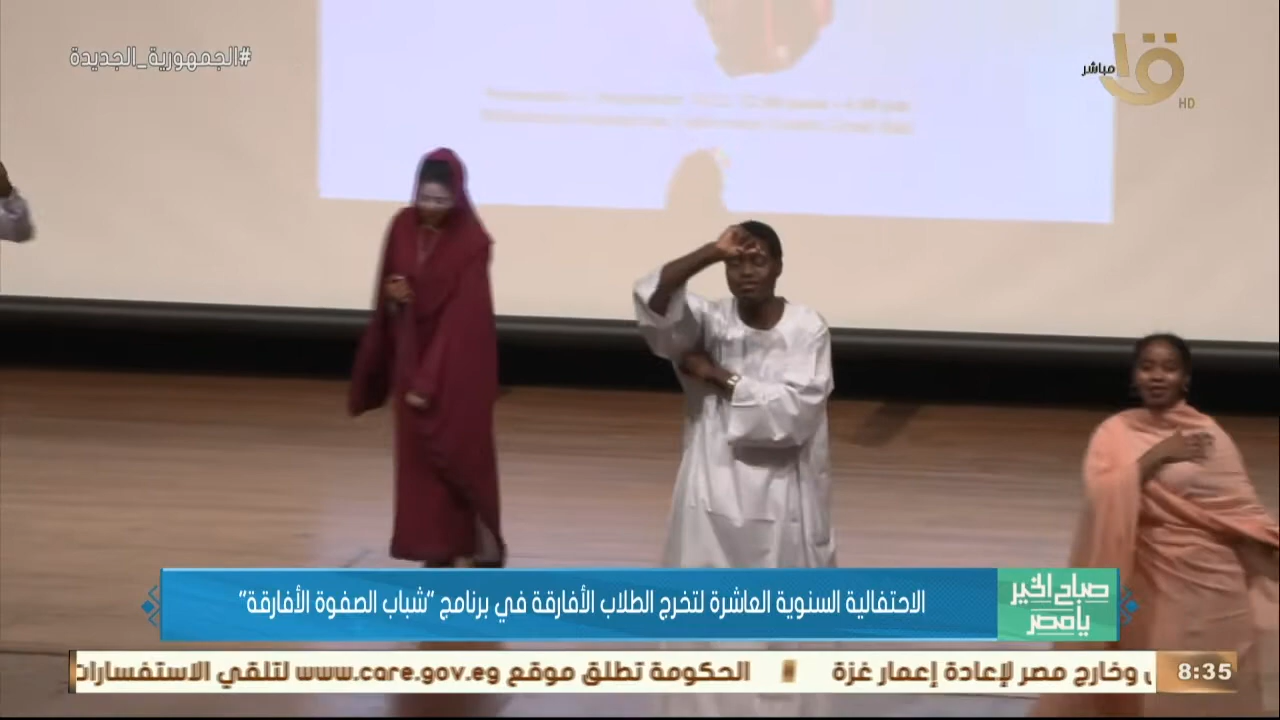 #الجمهورية_الجديدة
مباشر
HD
الاحتفالية السنوية العاشرة لتخرج الطلاب الأفارقة في برنامج "شباب الصفوة الأفارقة"
صباح الخير
يا مصر
وخارج مصر لإعادة إعمار غزة
الحكومة تطلق موقع www.care.gov.eg لتلقي الاستفسارات
8:35